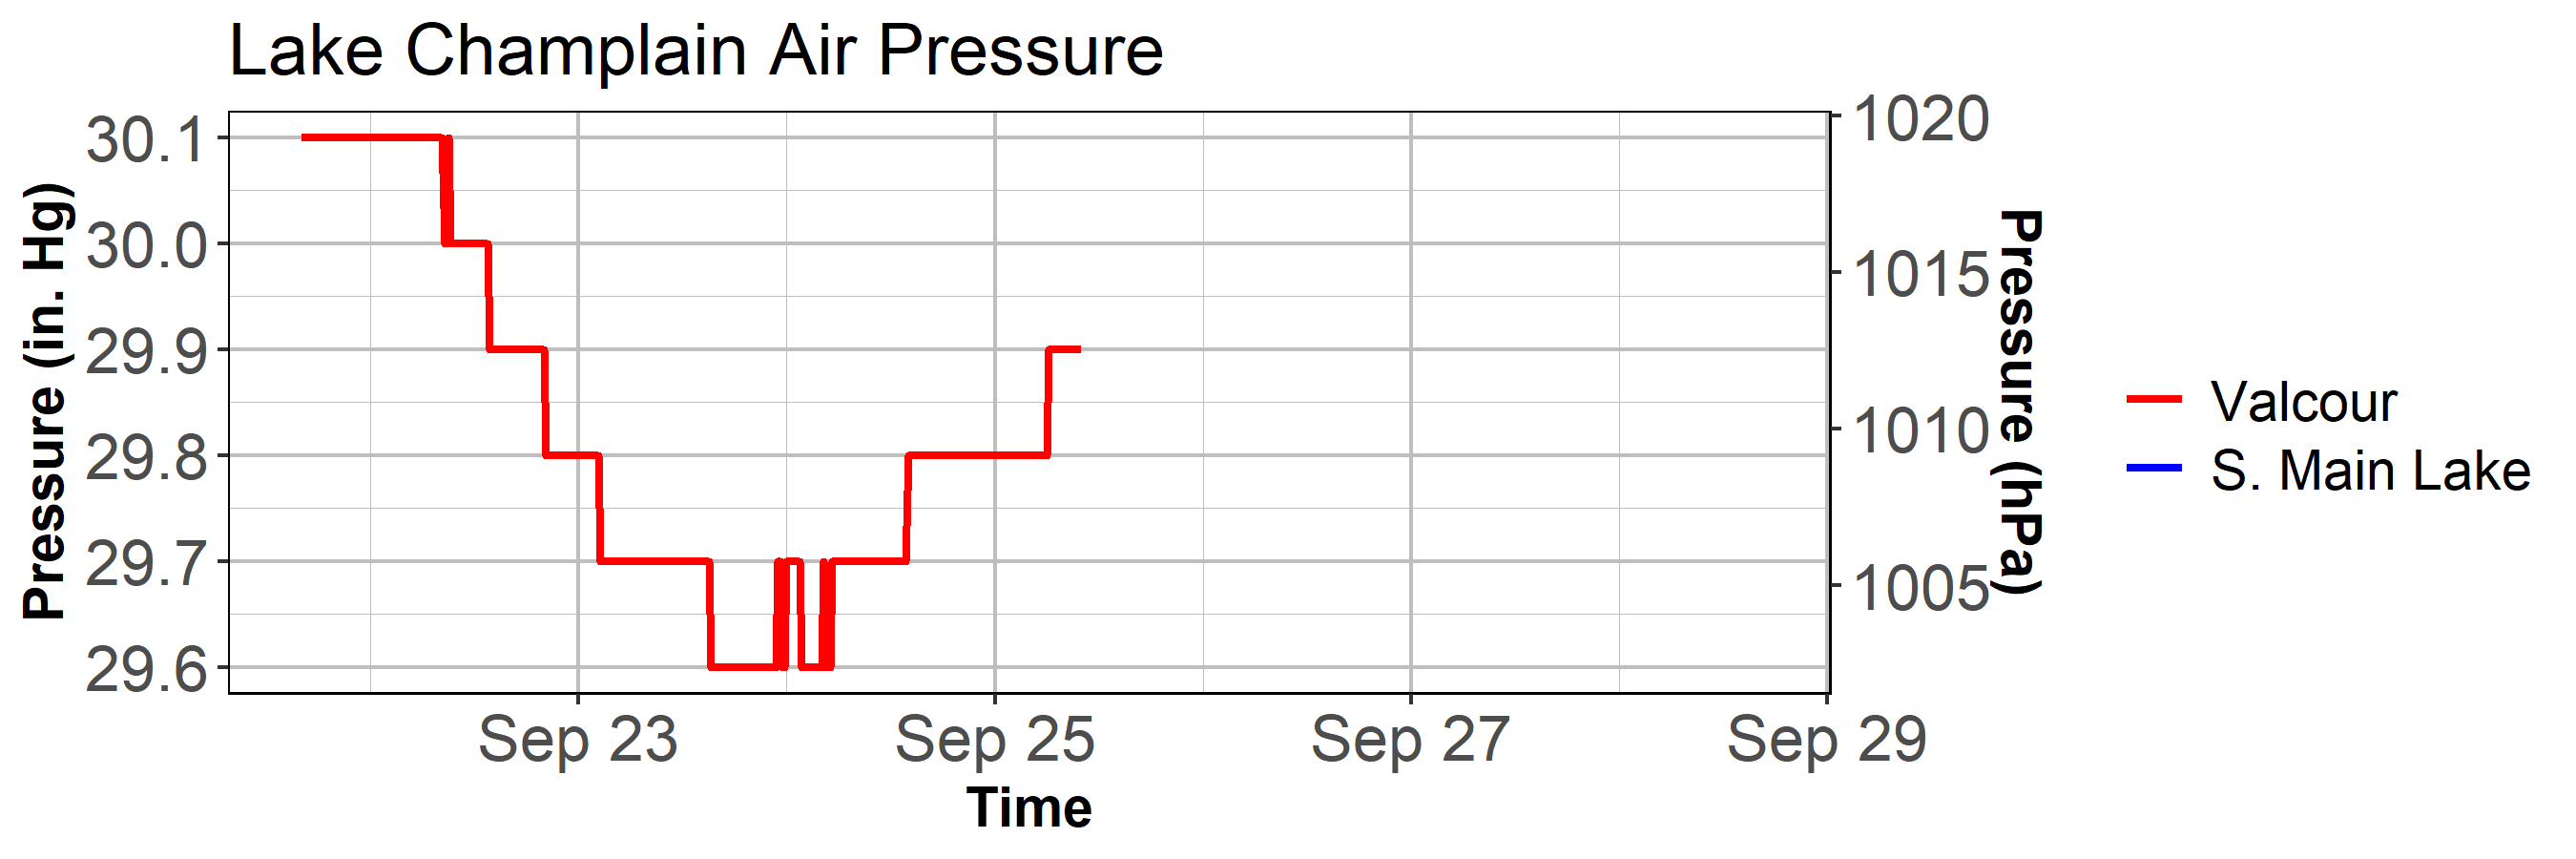 Lake Champlain Air Pressure
Pressure (in. Hg)
30.1
30.0
29.9
29.8
29.7
29.6
1020
1015
1010
1005
Pressure (hPa)
Sep 23
Sep 25
Sep 27
Sep 29
Time
Valcour
S. Main Lake